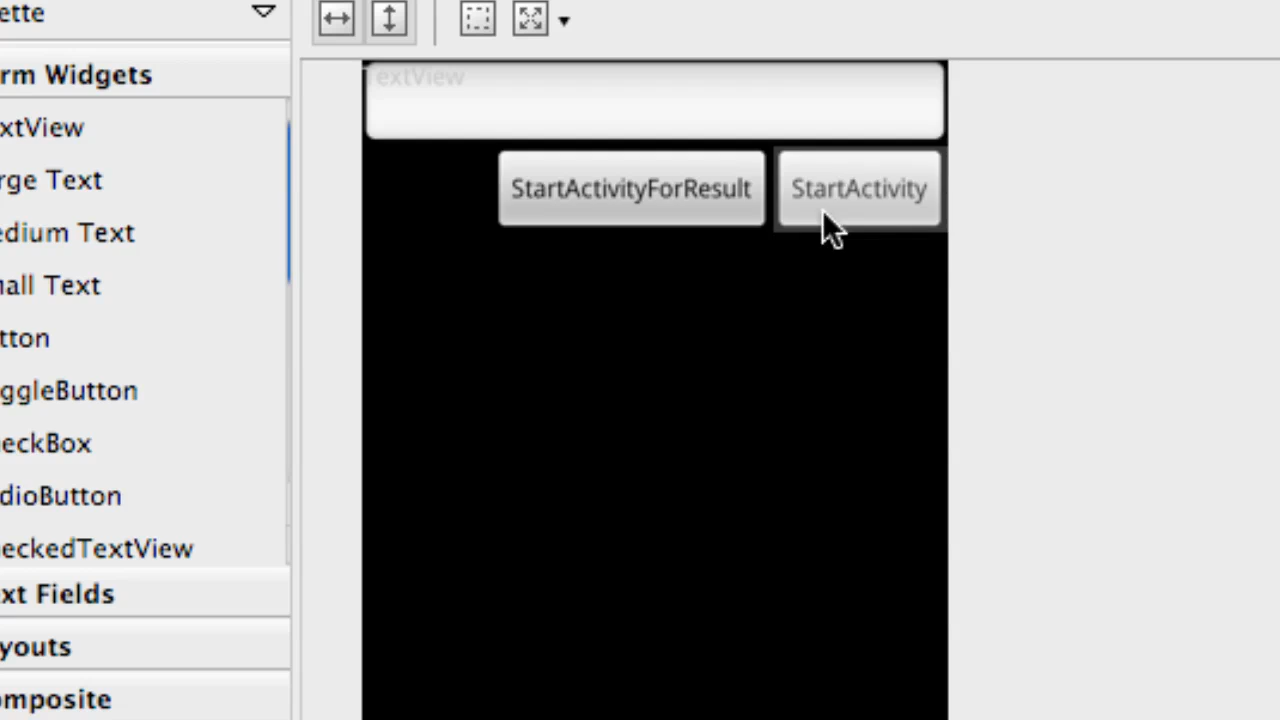 ette
rm Widgets
xtView
rge Text
edium Text
nall Text
tton
ggleButton
eckBox
dioButton
eckedTextView
xt Fields
youts
omposite
TextView
StartActivityForResult
StartActivity